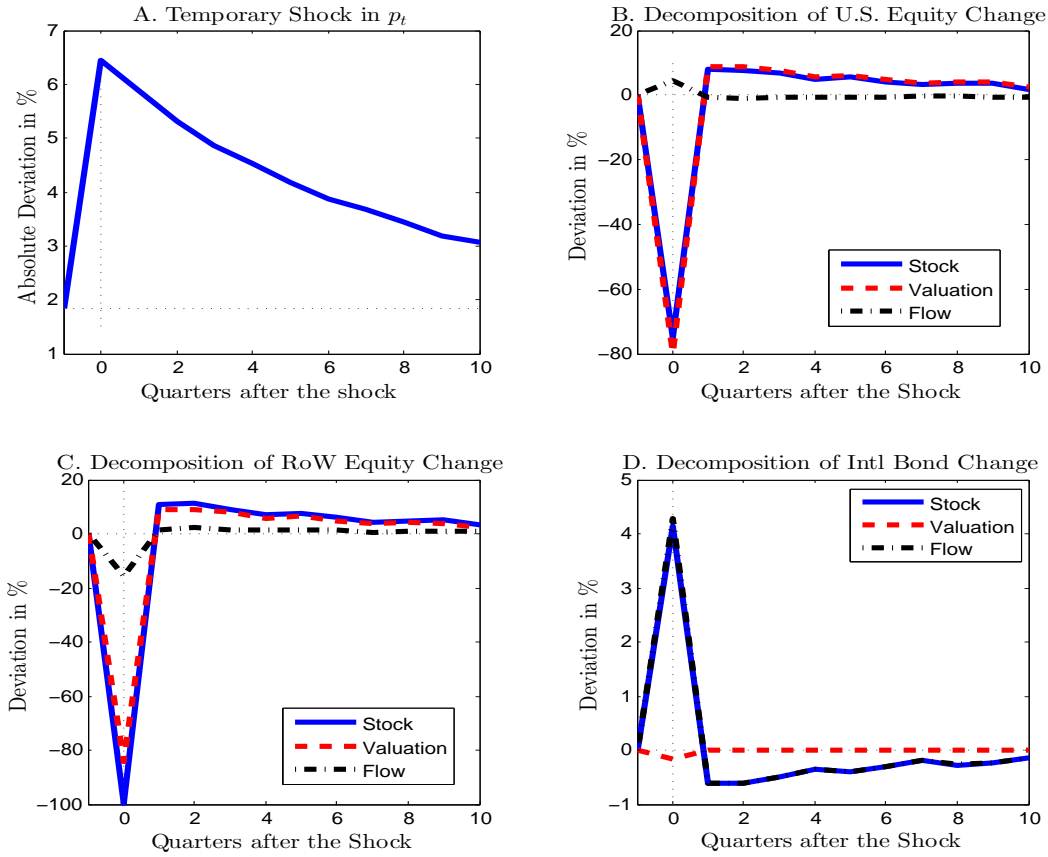 A. Temporary Shock in p_t
7
6
5
4
3
2
1
Absolute Deviation in %
0 2 4 6 8 10
Quarters after the shock
B. Decomposition of U.S. Equity Change
20
0
−20
−40
−60
−80
Deviation in %
Stock
Valuation
Flow
0 2 4 6 8 10
Quarters after the Shock
C. Decomposition of RoW Equity Change
20
0
−20
−40
−60
−80
−100
Deviation in %
Stock
Valuation
Flow
0 2 4 6 8 10
Quarters after the Shock
D. Decomposition of Intl Bond Change
5
4
3
2
1
0
−1
Deviation in %
Stock
Valuation
Flow
0 2 4 6 8 10
Quarters after the Shock